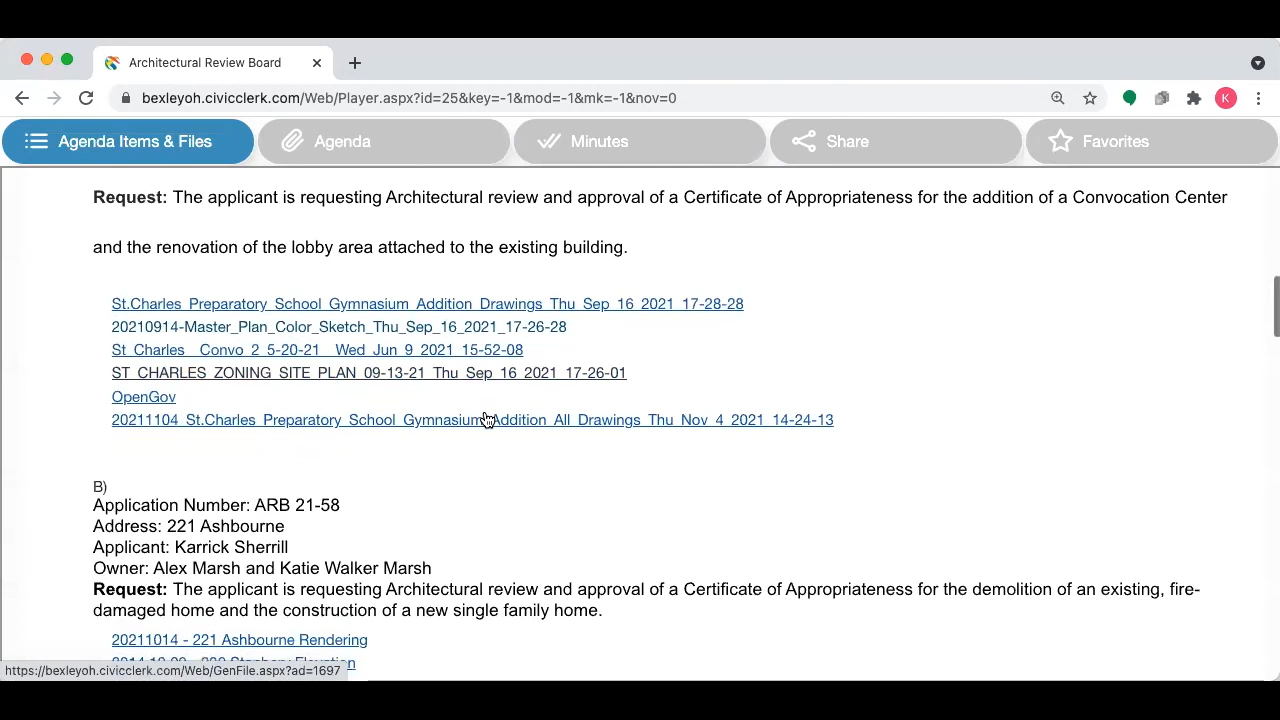 Architectural Review Board
bexleyoh.civicclerk.com/Web/Player.aspx?id=25&key=-1&mod=-1&mk=-1&nov=0
K
Agenda Items & Files
Agenda
Minutes
Share
Favorites
Request: The applicant is requesting Architectural review and approval of a Certificate of Appropriateness for the addition of a Convocation Center
and the renovation of the lobby area attached to the existing building.
St.Charles_Preparatory_School_Gymnasium_Addition_Drawings_Thu_Sep_16_2021_17-28-28
20210914-Master_Plan_Color_Sketch_Thu_Sep_16_2021_17-26-28
St_Charles__Convo_2_5-20-21__Wed_Jun_9_2021_15-52-08
ST_CHARLES_ZONING_SITE_PLAN_09-13-21_Thu_Sep_16_2021_17-26-01
OpenGov
20211104_St.Charles_Preparatory_School_Gymnasium_Addition_All_Drawings_Thu_Nov_4_2021_14-24-13
B)
Application Number: ARB 21-58
Address: 221 Ashbourne
Applicant: Karrick Sherrill
Owner: Alex Marsh and Katie Walker Marsh
Request: The applicant is requesting Architectural review and approval of a Certificate of Appropriateness for the demolition of an existing, fire-
damaged home and the construction of a new single family home.
20211014 - 221 Ashbourne Rendering
https://bexleyoh.civicclerk.com/Web/GenFile.aspx?ad=1697